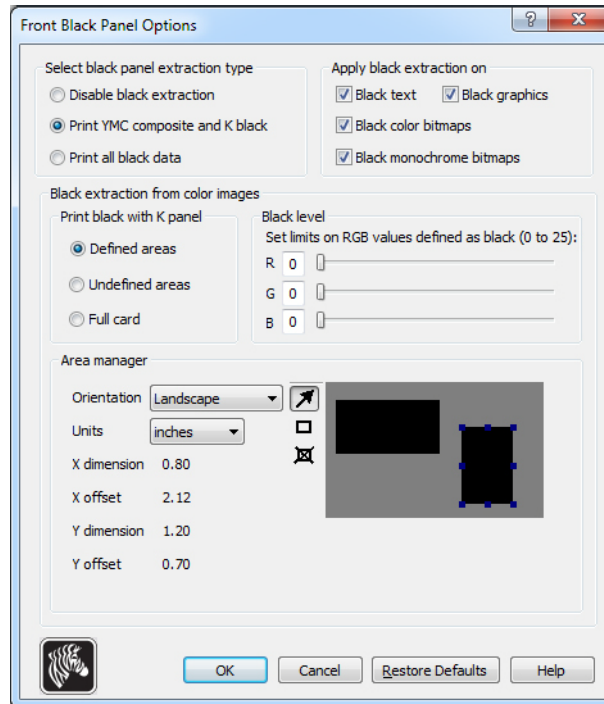 Front Black Panel Options
?
X
Select black panel extraction type
Disable black extraction
Print YMC composite and K black
Print all black data
Apply black extraction on
Black text
Black graphics
Black color bitmaps
Black monochrome bitmaps
Black extraction from color images
Print black with K panel
Defined areas
Undefined areas
Full card
Black level
Set limits on RGB values defined as black (0 to 25):
R 0
G 0
B 0
Area manager
Orientation Landscape
Units inches
X dimension 0.80
X offset 2.12
Y dimension 1.20
Y offset 0.70
OK Cancel Restore Defaults Help